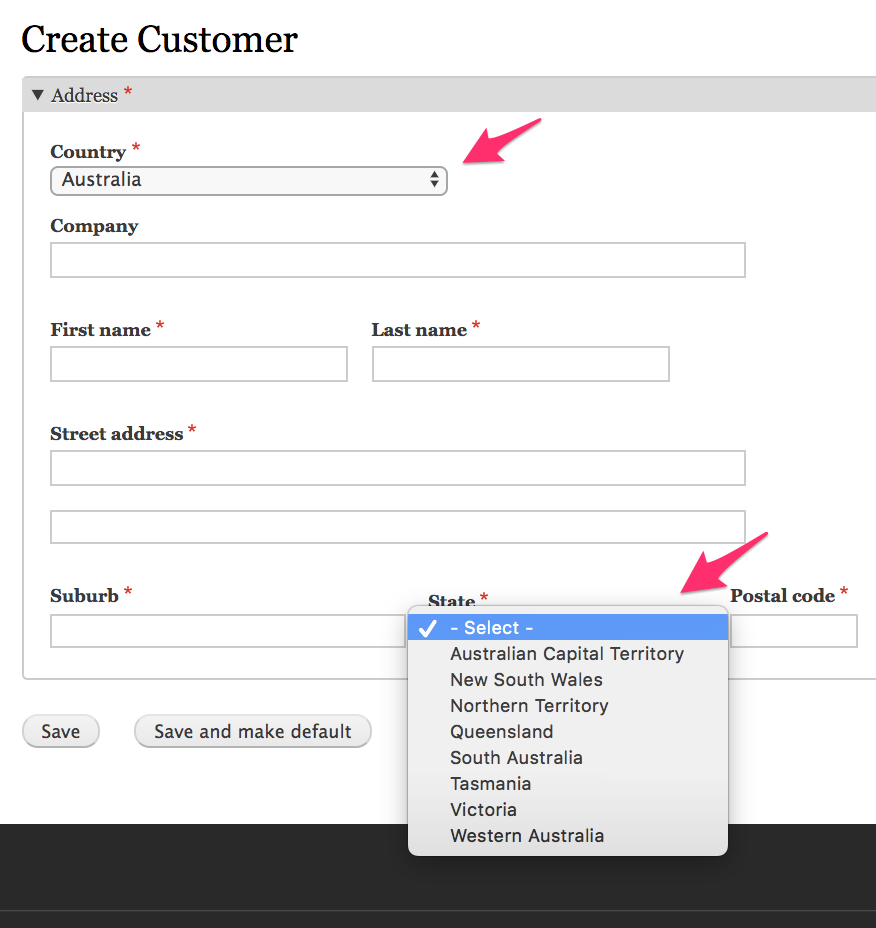 Create Customer
▼ Address *
Country *
Australia
Company
First name * Last name *
Street address *
Suburb * State * Postal code *
- Select -
Australian Capital Territory
New South Wales
Northern Territory
Queensland
South Australia
Tasmania
Victoria
Western Australia
Save Save and make default